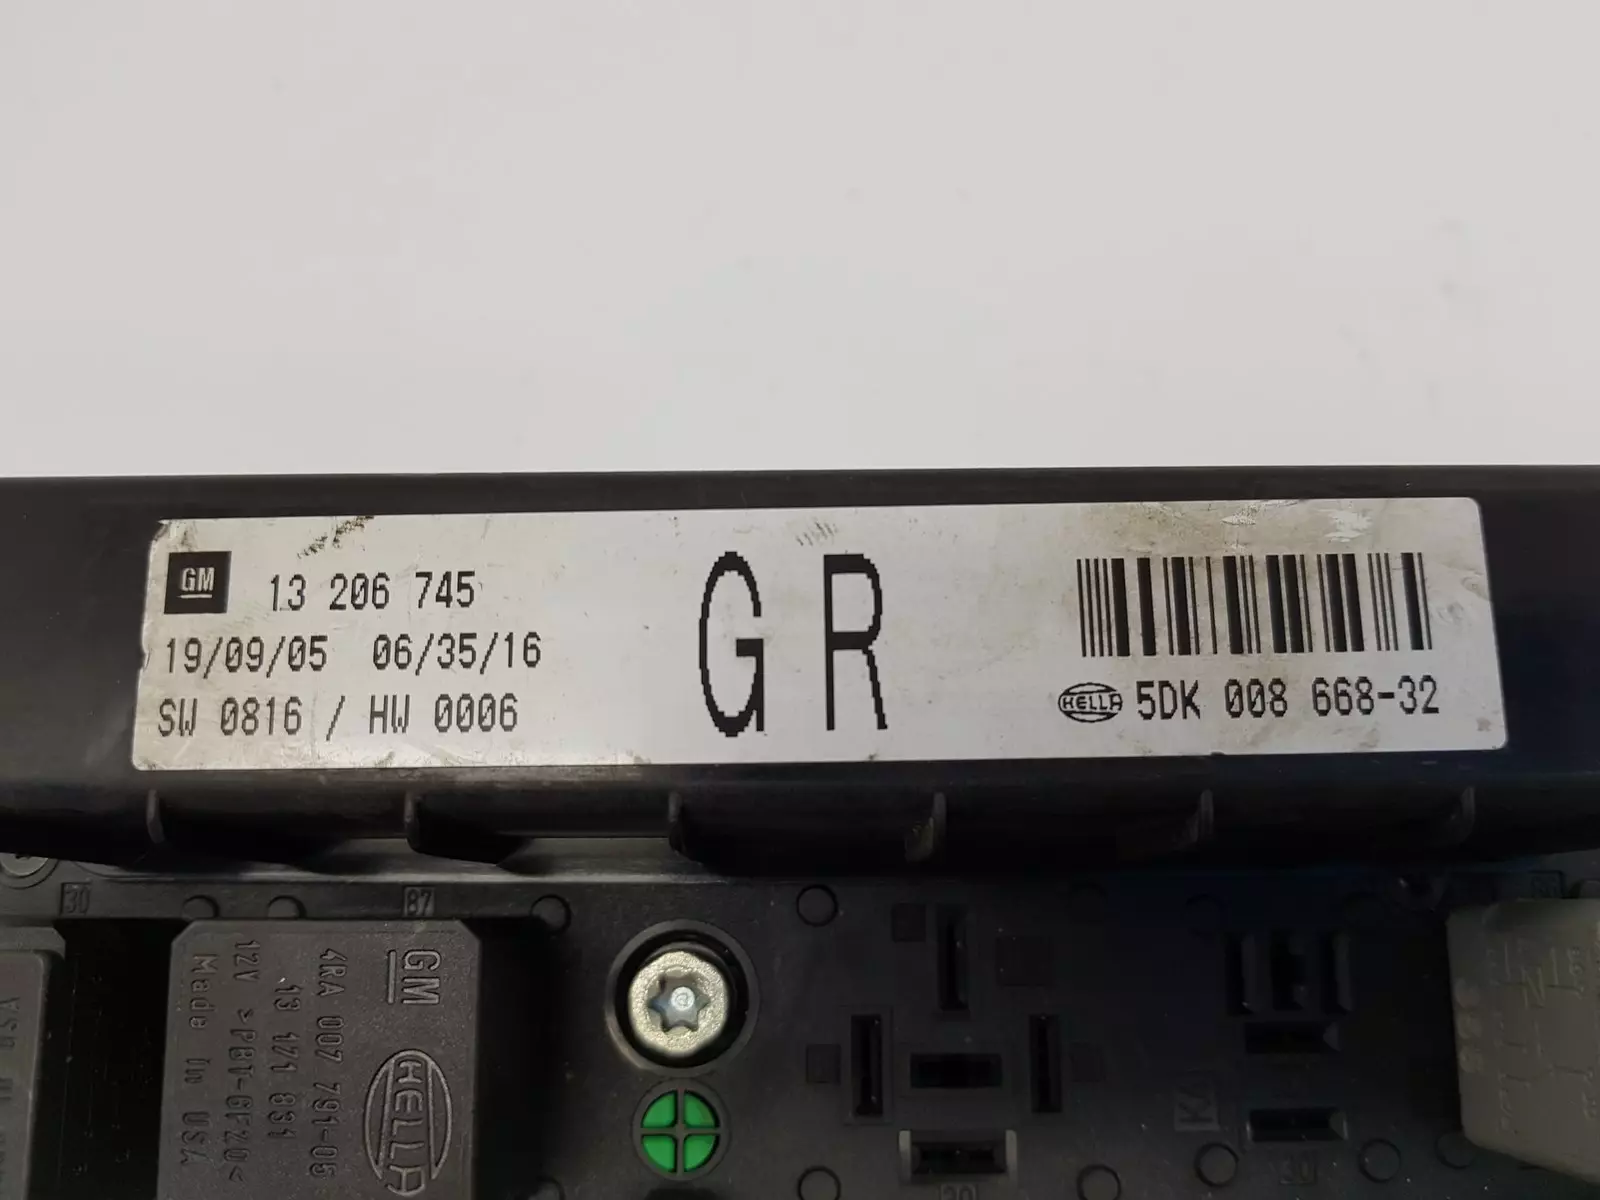 GM 13 206 745
19/09/05 06/35/16
SW 0816 / HW 0006
GR
HELLA 5DK 008 668-32
30
87
GM
4RA 007 791-05
13 171 831
12V >PBT-GF20<
Made in USA
HELLA
K
30